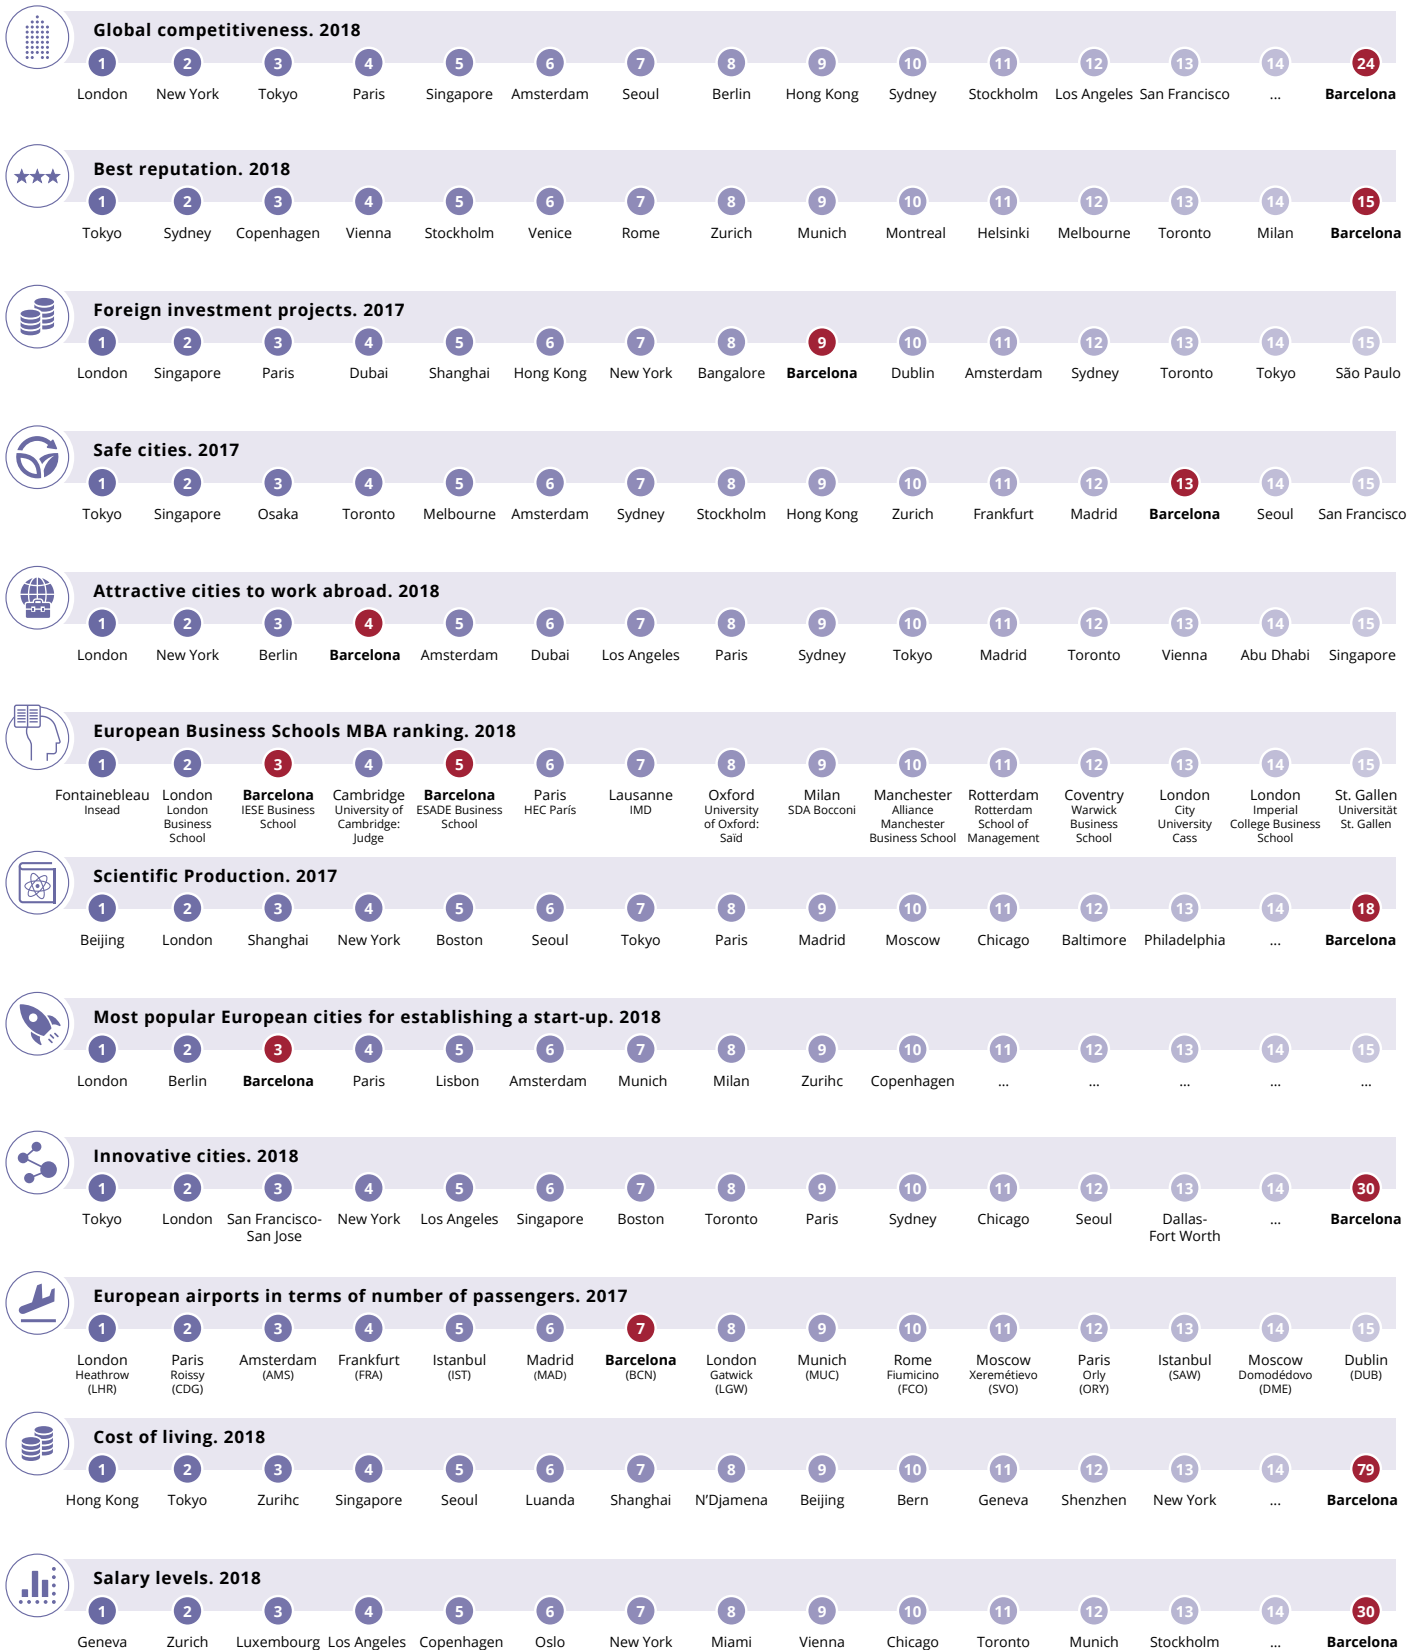 Global competitiveness. 2018
1 2 3 4 5 6 7 8 9 10 11 12 13 14 24
London New York Tokyo Paris Singapore Amsterdam Seoul Berlin Hong Kong Sydney Stockholm Los Angeles San Francisco ... Barcelona
Best reputation. 2018
1 2 3 4 5 6 7 8 9 10 11 12 13 14 15
Tokyo Sydney Copenhagen Vienna Stockholm Venice Rome Zurich Munich Montreal Helsinki Melbourne Toronto Milan Barcelona
Foreign investment projects. 2017
1 2 3 4 5 6 7 8 9 10 11 12 13 14 15
London Singapore Paris Dubai Shanghai Hong Kong New York Bangalore Barcelona Dublin Amsterdam Sydney Toronto Tokyo São Paulo
Safe cities. 2017
1 2 3 4 5 6 7 8 9 10 11 12 13 14 15
Tokyo Singapore Osaka Toronto Melbourne Amsterdam Sydney Stockholm Hong Kong Zurich Frankfurt Madrid Barcelona Seoul San Francisco
Attractive cities to work abroad. 2018
1 2 3 4 5 6 7 8 9 10 11 12 13 14 15
London New York Berlin Barcelona Amsterdam Dubai Los Angeles Paris Sydney Tokyo Madrid Toronto Vienna Abu Dhabi Singapore
European Business Schools MBA ranking. 2018
1 2 3 4 5 6 7 8 9 10 11 12 13 14 15
Fontainebleau London Barcelona Cambridge Barcelona Paris Lausanne Oxford Milan Manchester Rotterdam Coventry London London St. Gallen
Insead London IESE Business University of ESADE Business HEC París IMD University SDA Bocconi Alliance Rotterdam Warwick City Imperial Universität
Business School Cambridge: School of Oxford: Manchester School of Business University College Business St. Gallen
School Judge Saïd Business School Management School Cass School
Scientific Production. 2017
1 2 3 4 5 6 7 8 9 10 11 12 13 14 18
Beijing London Shanghai New York Boston Seoul Tokyo Paris Madrid Moscow Chicago Baltimore Philadelphia ... Barcelona
Most popular European cities for establishing a start-up. 2018
1 2 3 4 5 6 7 8 9 10 11 12 13 14 15
London Berlin Barcelona Paris Lisbon Amsterdam Munich Milan Zurihc Copenhagen ... ... ... ... ...
Innovative cities. 2018
1 2 3 4 5 6 7 8 9 10 11 12 13 14 30
Tokyo London San Francisco- New York Los Angeles Singapore Boston Toronto Paris Sydney Chicago Seoul Dallas- ... Barcelona
San Jose Fort Worth
European airports in terms of number of passengers. 2017
1 2 3 4 5 6 7 8 9 10 11 12 13 14 15
London Paris Amsterdam Frankfurt Istanbul Madrid Barcelona London Munich Rome Moscow Paris Istanbul Moscow Dublin
Heathrow Roissy (AMS) (FRA) (IST) (MAD) (BCN) Gatwick (MUC) Fiumicino Xeremétievo Orly (SAW) Domodédovo (DUB)
(LHR) (CDG) (LGW) (FCO) (SVO) (ORY) (DME)
Cost of living. 2018
1 2 3 4 5 6 7 8 9 10 11 12 13 14 79
Hong Kong Tokyo Zurihc Singapore Seoul Luanda Shanghai N'Djamena Beijing Bern Geneva Shenzhen New York ... Barcelona
Salary levels. 2018
1 2 3 4 5 6 7 8 9 10 11 12 13 14 30
Geneva Zurich Luxembourg Los Angeles Copenhagen Oslo New York Miami Vienna Chicago Toronto Munich Stockholm ... Barcelona